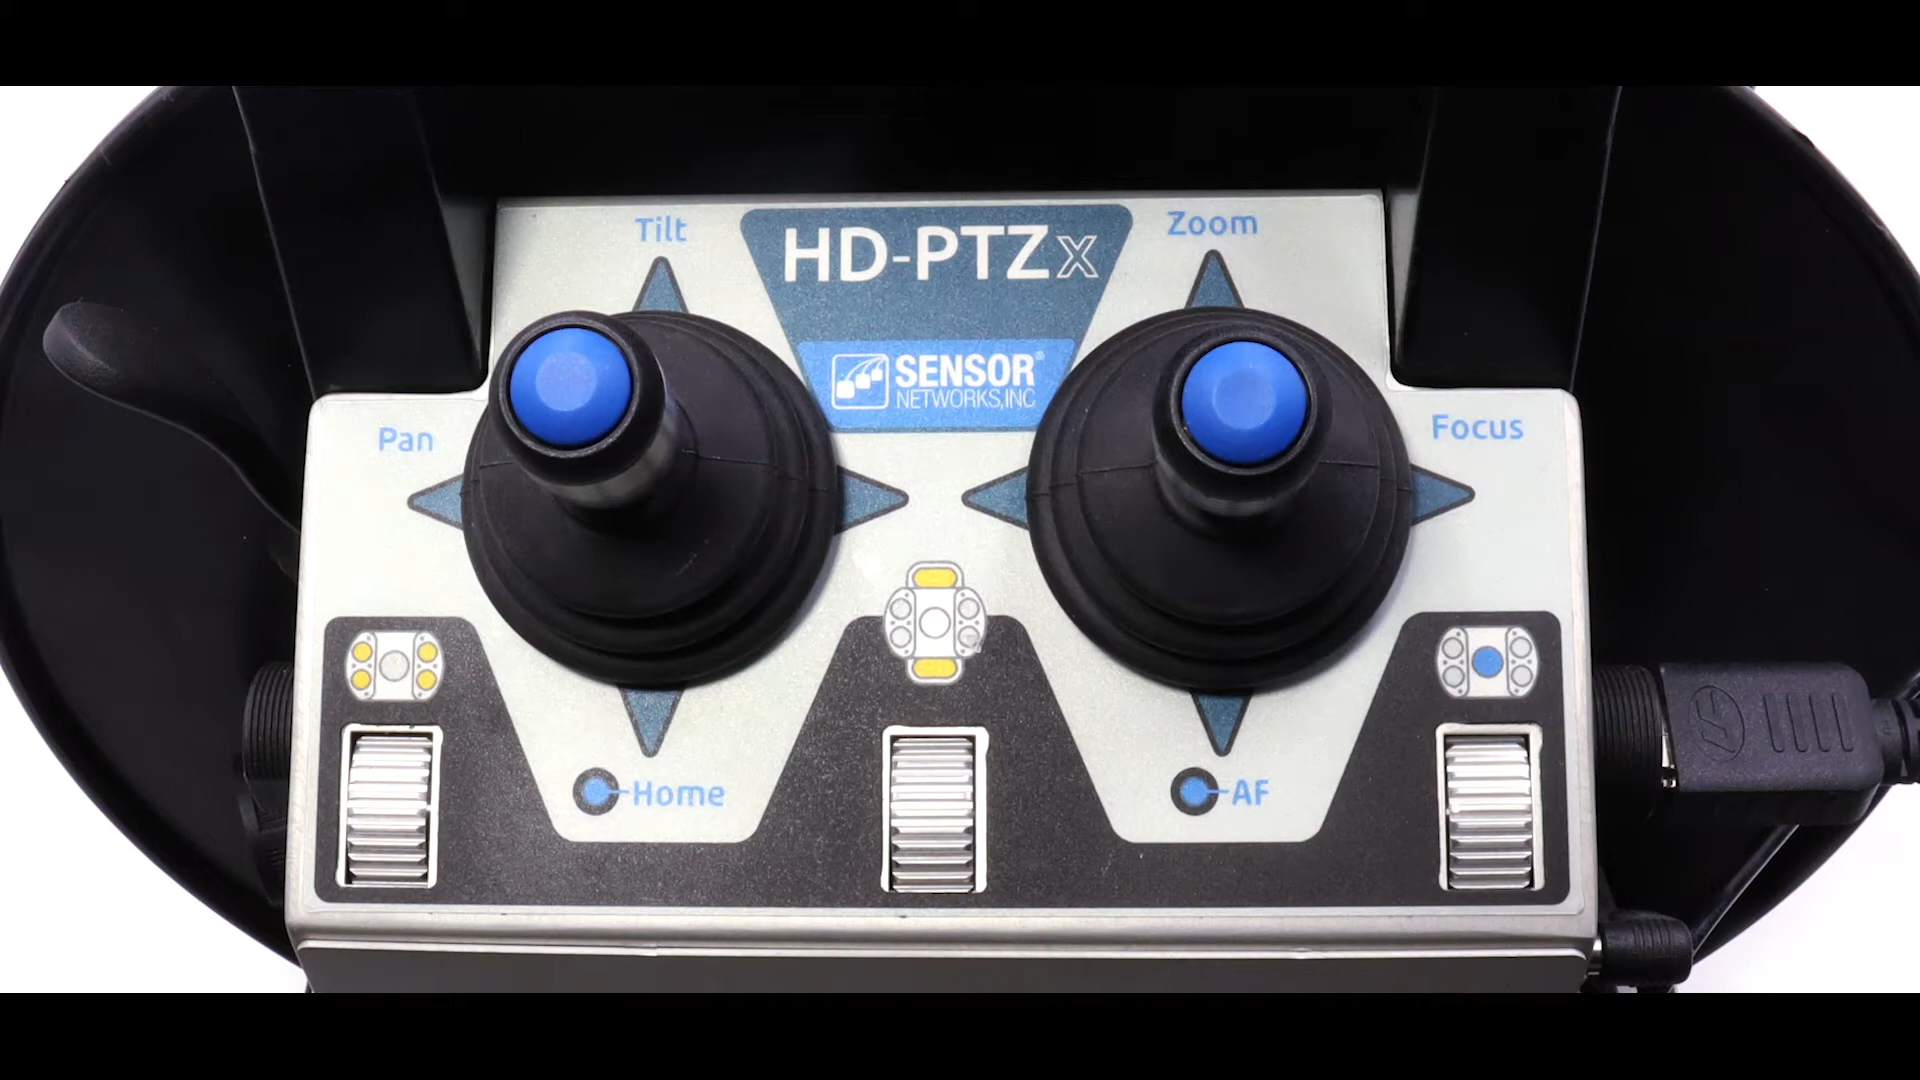 Tilt
HD-PTZx
Zoom
SENSOR®
NETWORKS,INC
Pan
Focus
Home
AF